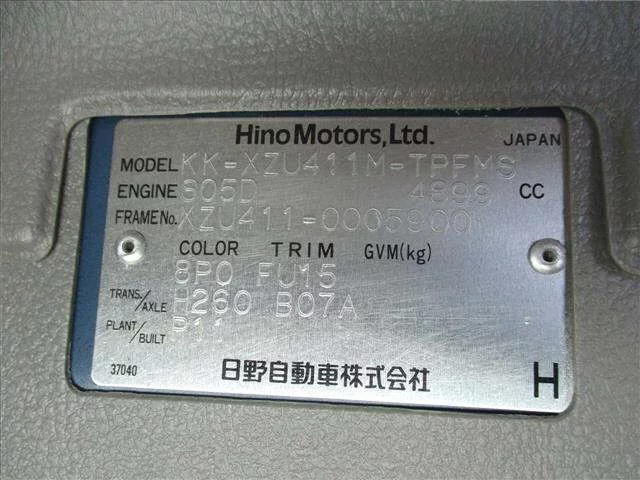 Hino Motors, Ltd. JAPAN
MODEL KK-XZU411M-TPFMS
ENGINE S05D 4899 CC
FRAME No. XZU411-0005900
COLOR TRIM GVM(kg)
8P0 FU15
TRANS./AXLE H260 B07A
PLANT/BUILT P11
37040 日野自動車株式会社 H